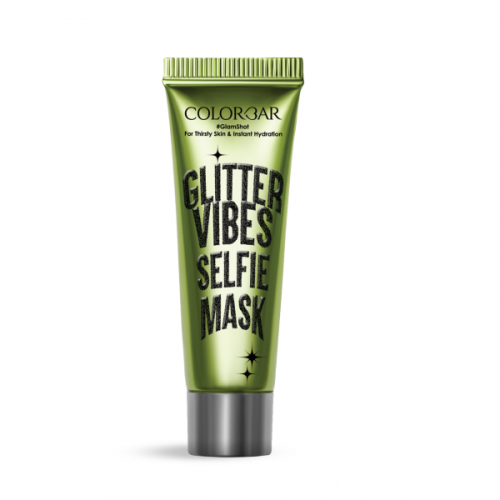 COLORBAR
#GlamShot
For Thirsty Skin & Instant Hydration
GLITTER
VIBES
SELFIE
MASK